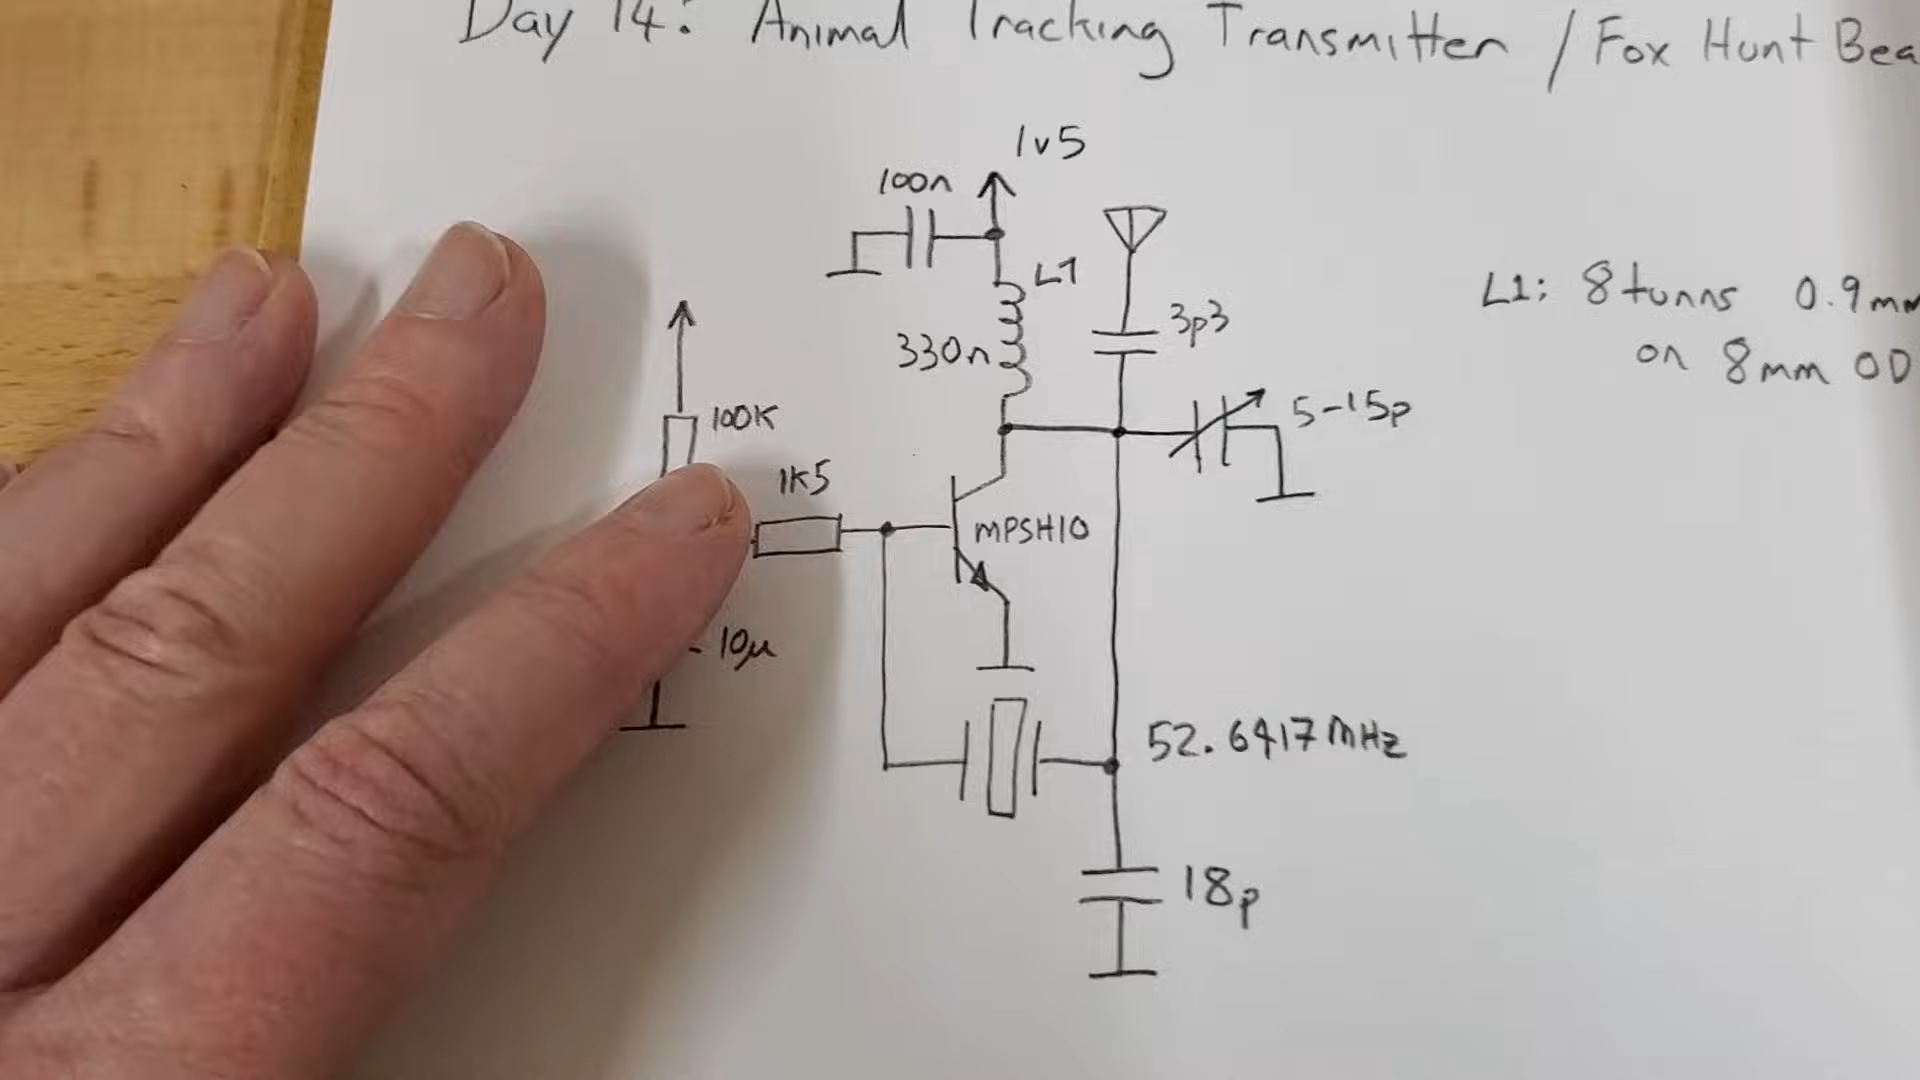 Day 14: Animal Tracking Transmitter / Fox Hunt Bea
1v5
100n
L1
L1: 8 turns 0.9mm
3p3
330n
on 8mm OD
100K
5-15p
1K5
MPSH10
10µ
52.6417 MHz
18p